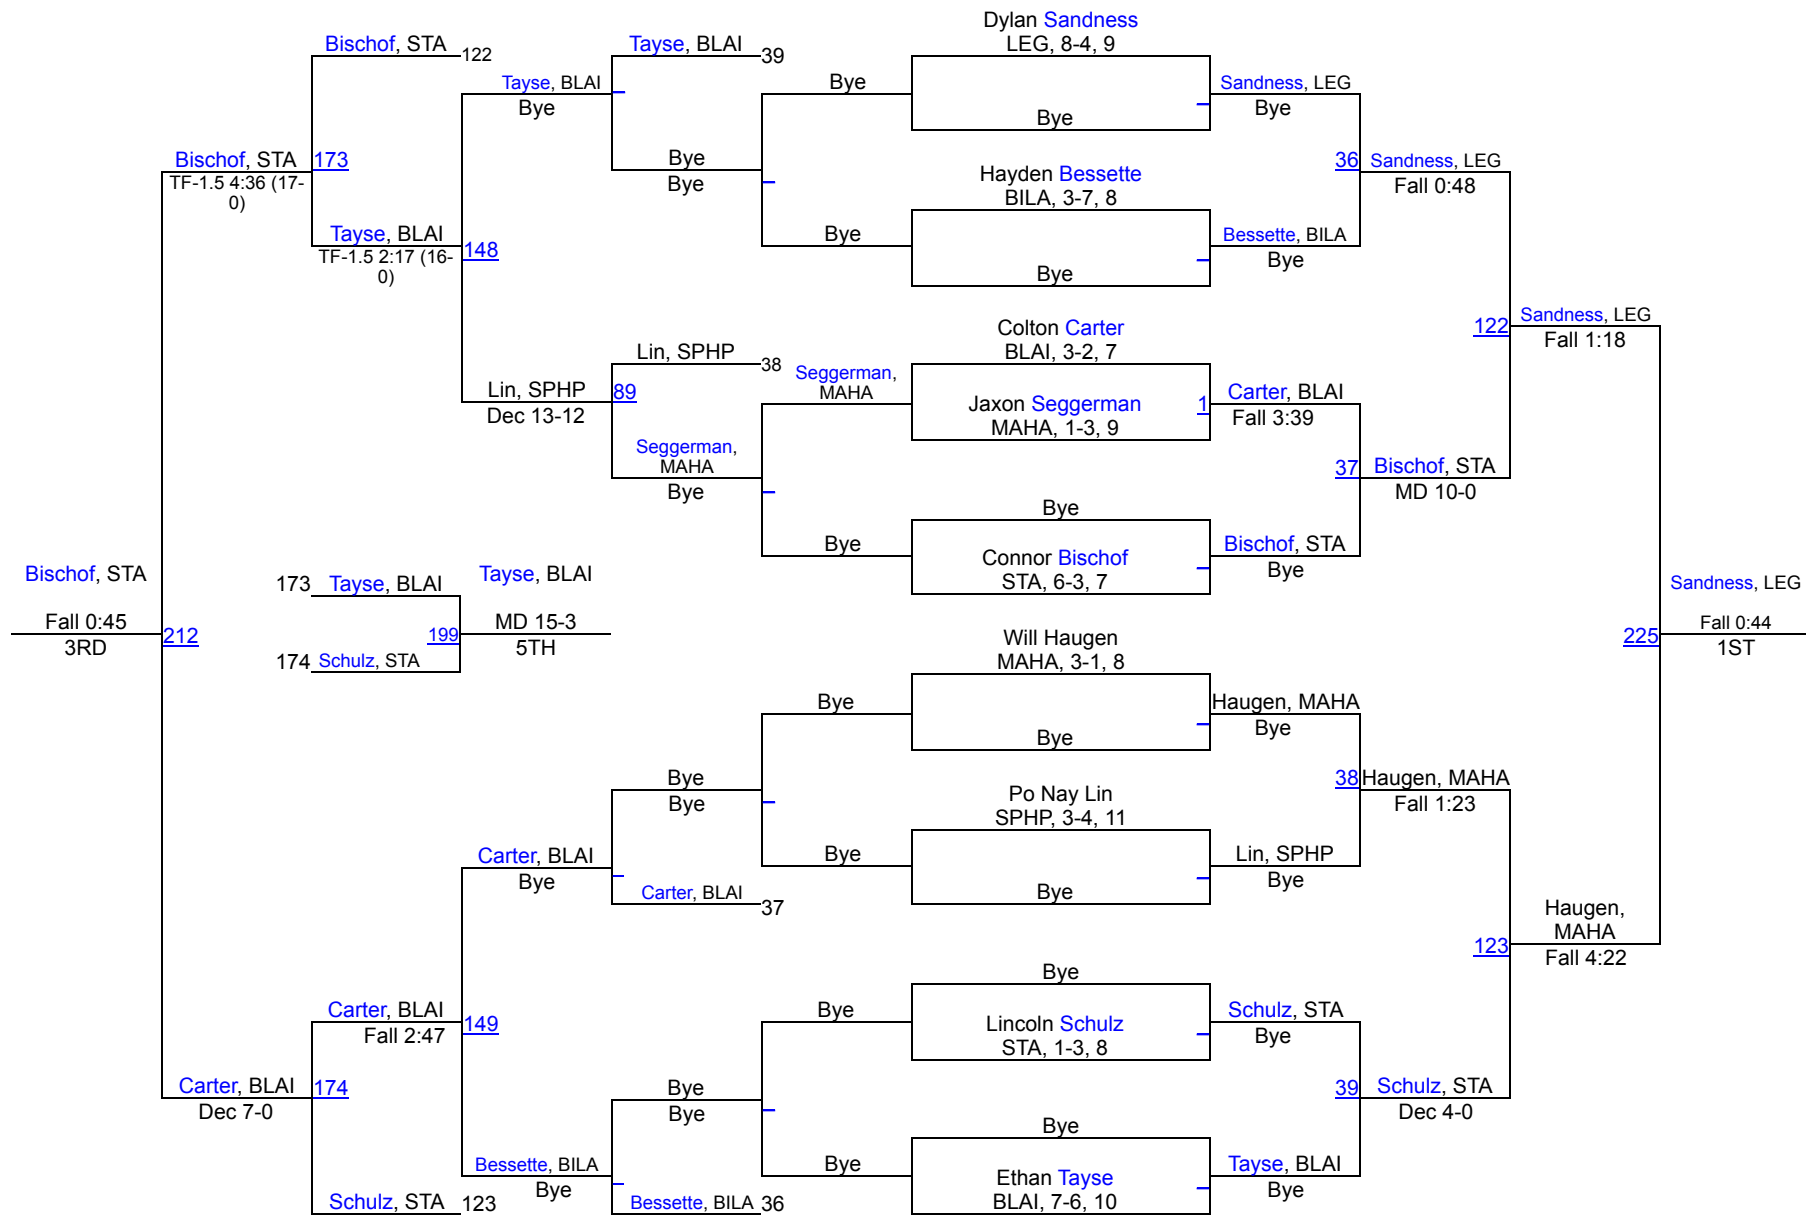 Dylan Sandness
LEG, 8-4, 9
Bischof, STA
122
Tayse, BLAI
39
Tayse, BLAI
Bye
Bye
Sandness, LEG
Bye
Bye
Bischof, STA
173
TF-1.5 4:36 (17-
0)
Bye
Bye
Hayden Bessette
BILA, 3-7, 8
36
Sandness, LEG
Fall 0:48
Tayse, BLAI
148
TF-1.5 2:17 (16-
0)
Bye
Bessette, BILA
Bye
Bye
Colton Carter
BLAI, 3-2, 7
122
Sandness, LEG
Fall 1:18
Lin, SPHP
38
Seggerman,
MAHA
Lin, SPHP
89
Dec 13-12
Jaxon Seggerman
MAHA, 1-3, 9
1
Carter, BLAI
Fall 3:39
Seggerman,
MAHA
Bye
37
Bischof, STA
MD 10-0
Bye
Bye
Connor Bischof
STA, 6-3, 7
Bischof, STA
Bye
Bischof, STA
Fall 0:45
3RD
212
173
Tayse, BLAI
Tayse, BLAI
199
MD 15-3
5TH
174
Schulz, STA
Sandness, LEG
225
Fall 0:44
1ST
Will Haugen
MAHA, 3-1, 8
Bye
Haugen, MAHA
Bye
Bye
Bye
Bye
Po Nay Lin
SPHP, 3-4, 11
38
Haugen, MAHA
Fall 1:23
Carter, BLAI
Bye
Bye
Lin, SPHP
Bye
Bye
Carter, BLAI
37
Haugen,
MAHA
123
Fall 4:22
Bye
Carter, BLAI
149
Fall 2:47
Bye
Lincoln Schulz
STA, 1-3, 8
Schulz, STA
Bye
Carter, BLAI
174
Dec 7-0
Bye
Bye
39
Schulz, STA
Dec 4-0
Bye
Bessette, BILA
Bye
Bye
Ethan Tayse
BLAI, 7-6, 10
Tayse, BLAI
Bye
Schulz, STA
123
Bessette, BILA
36